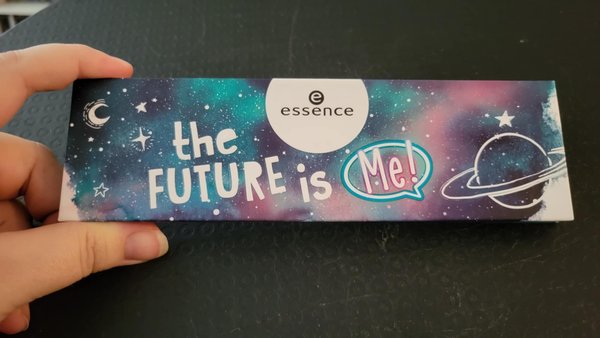 essence
the
FUTURE is Me!